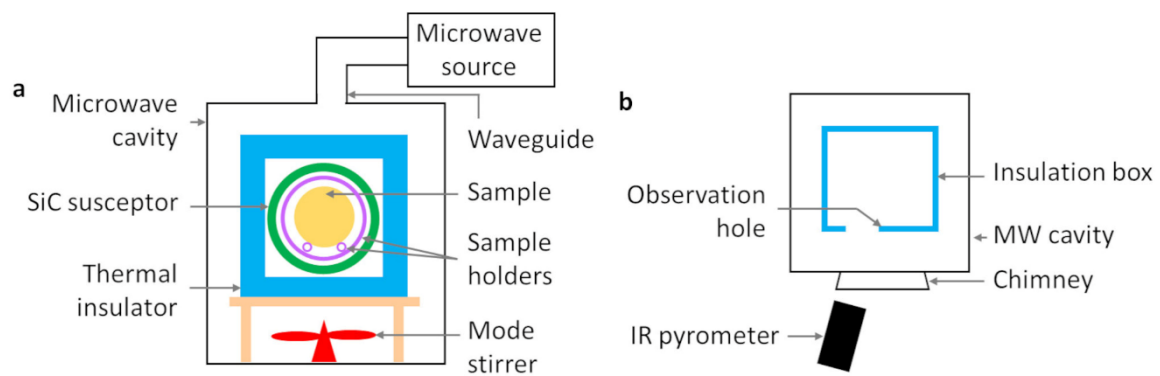 a
Microwave
source
Microwave
cavity
Waveguide
SiC susceptor
Sample
Sample
holders
Thermal
insulator
Mode
stirrer
b
Observation
hole
Insulation box
MW cavity
Chimney
IR pyrometer